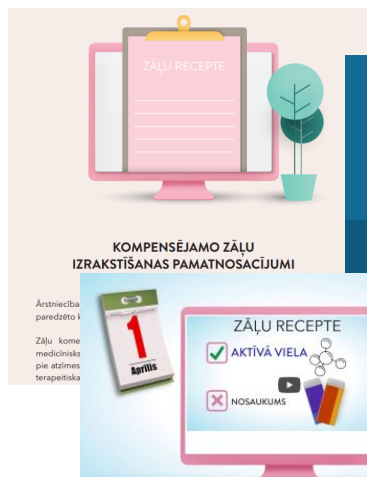 ZĀĻU RECEPTE
KOMPENSĒJAMO ZĀĻU
IZRAKSTĪŠANAS PAMATNOSACĪJUMI
Ārstniecība
paredzēto
Zāļu kome
medicīnisks
pie atzīmes
terapeitiska
1
Aprīlis
ZĀĻU RECEPTE
AKTĪVĀ VIELA
NOSAUKUMS